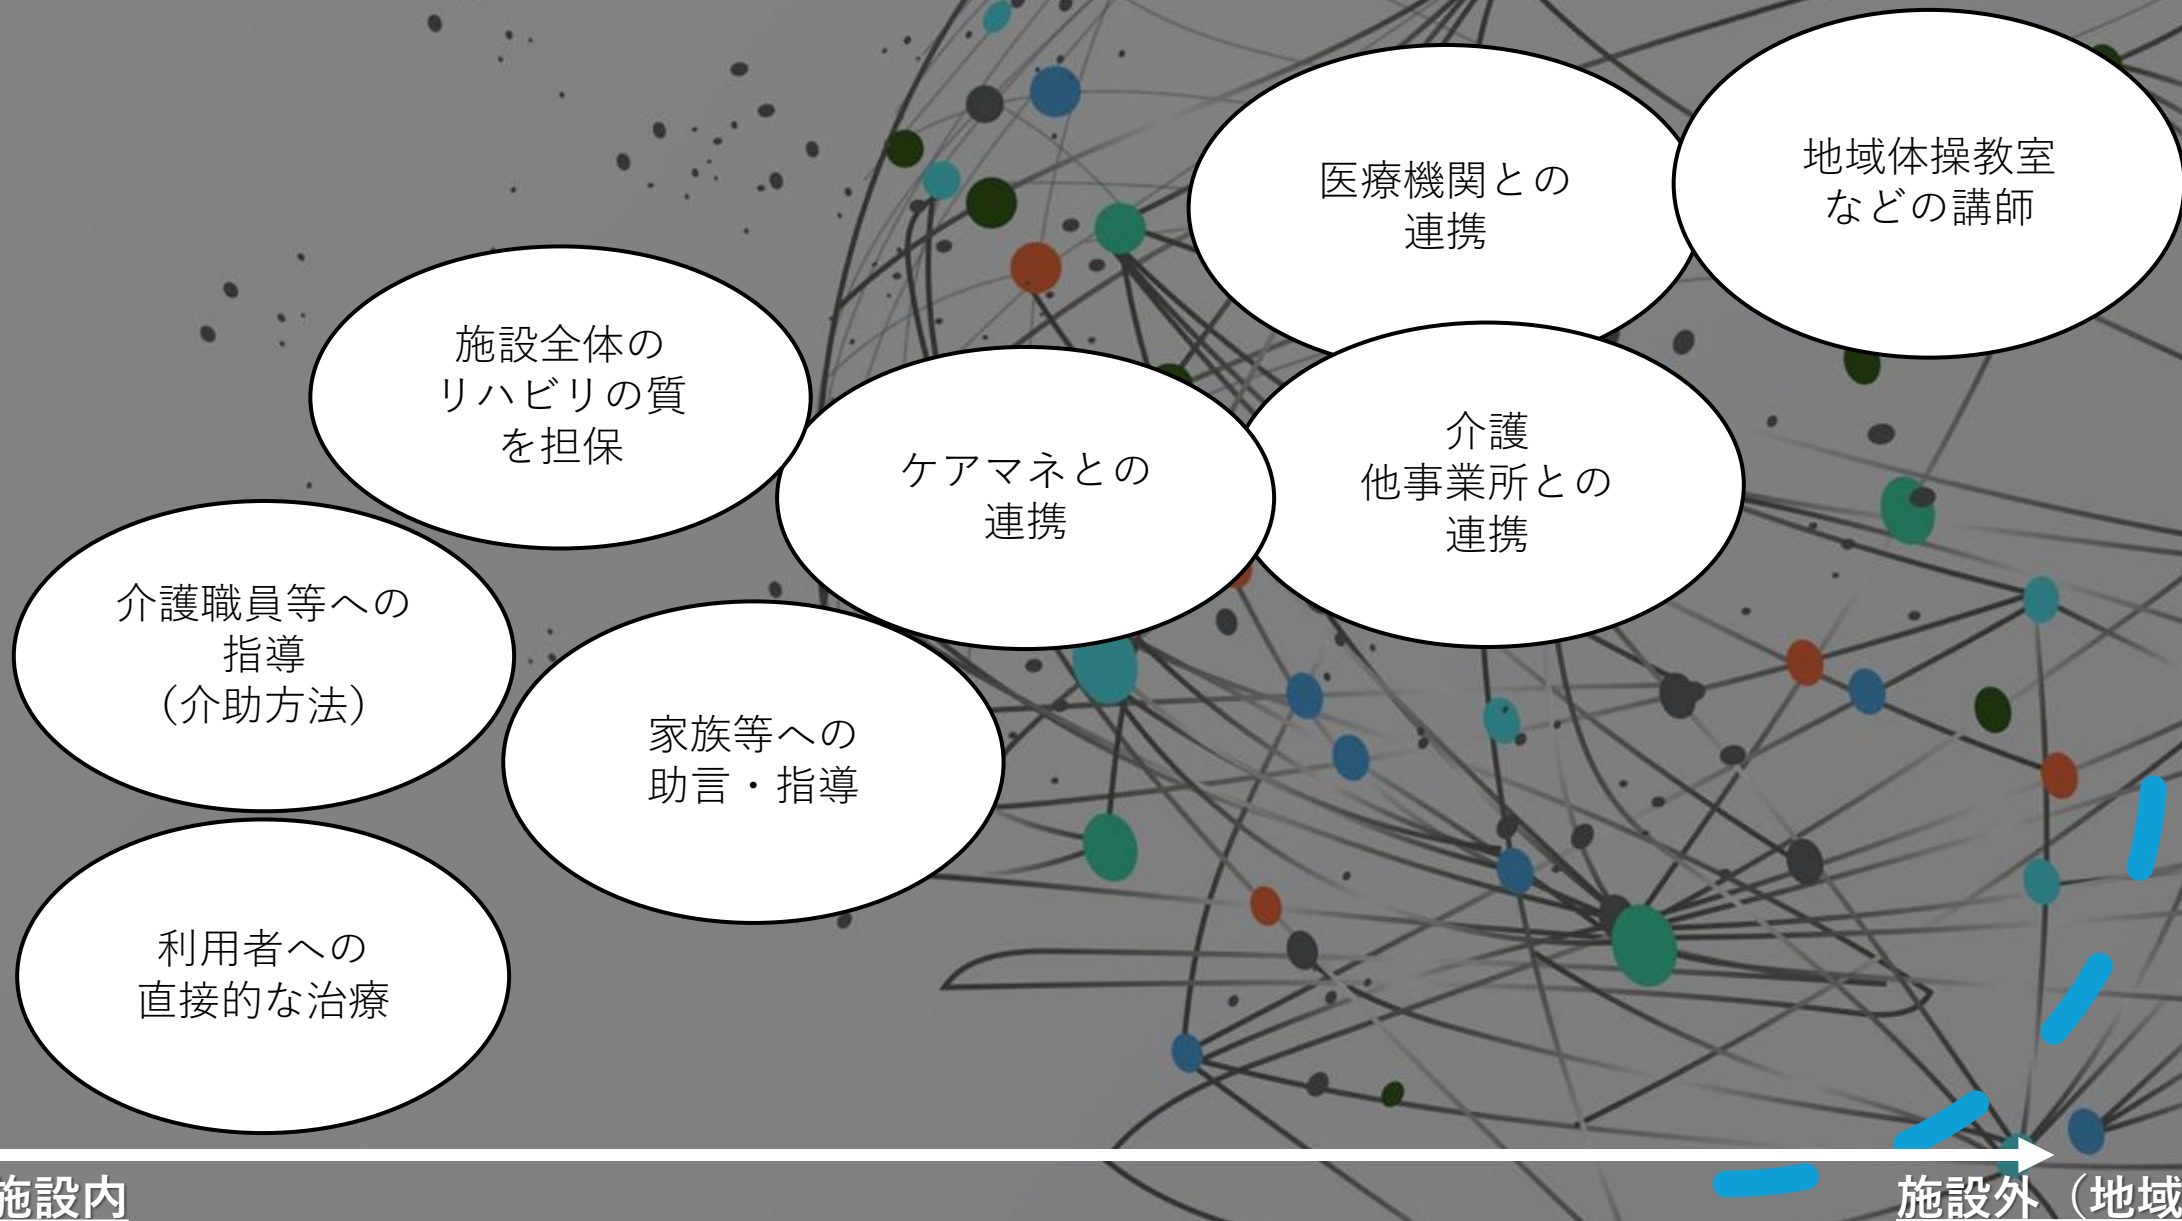 医療機関との
連携
地域体操教室
などの講師
施設全体の
リハビリの質
を担保
ケアマネとの
連携
介護
他事業所との
連携
介護職員等への
指導
（介助方法）
家族等への
助言・指導
利用者への
直接的な治療
施設内
施設外（地域